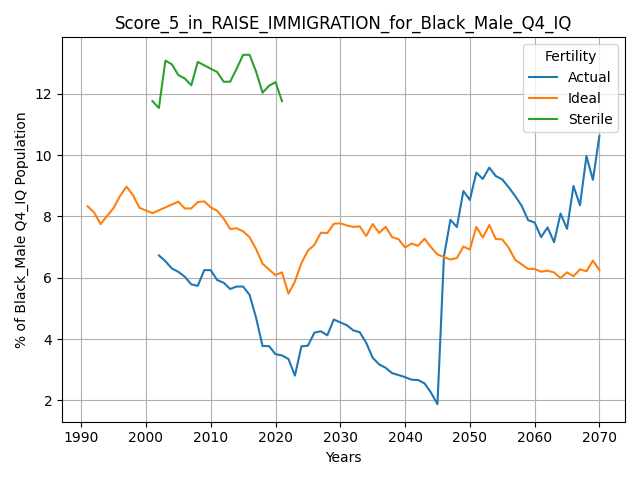 Score_5_in_RAISE_IMMIGRATION_for_Black_Male_Q4_IQ
Fertility
Actual
Ideal
Sterile
% of Black_Male Q4_IQ Population
12
10
8
6
4
2
1990 2000 2010 2020 2030 2040 2050 2060 2070
Years